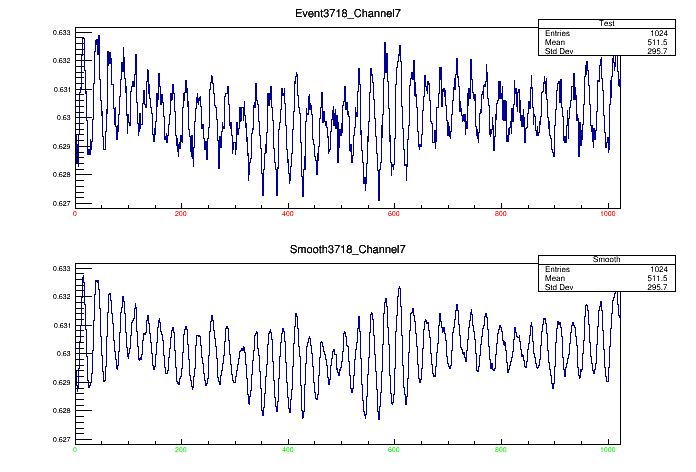 Event3718_Channel7
Test
Entries 1024
Mean 511.5
Std Dev 295.7
0.633
0.632
0.631
0.63
0.629
0.628
0.627
0 200 400 600 800 1000
Smooth3718_Channel7
Smooth
Entries 1024
Mean 511.5
Std Dev 295.7
0.633
0.632
0.631
0.63
0.629
0.628
0.627
0 200 400 600 800 1000